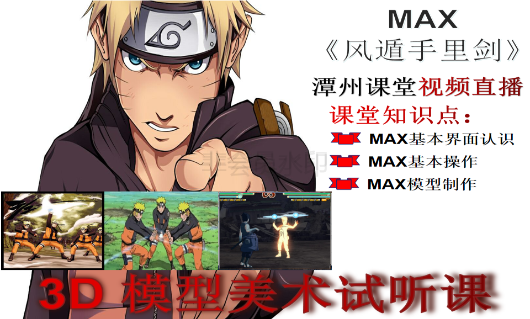 MAX
《风遁手里剑》
潭州课堂视频直播
课堂知识点：
MAX基本界面认识
MAX基本操作
MAX模型制作
3D 模型美术试听课